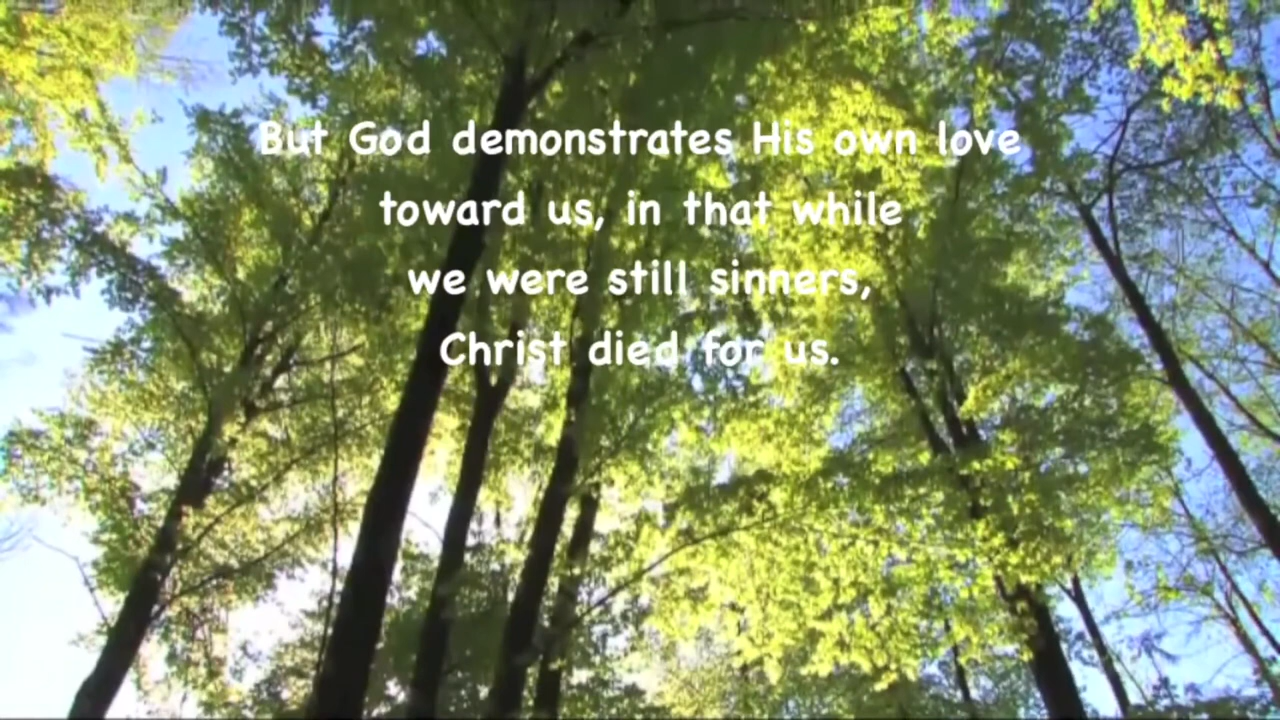 But God demonstrates His own love
toward us, in that while
we were still sinners,
Christ died for us.